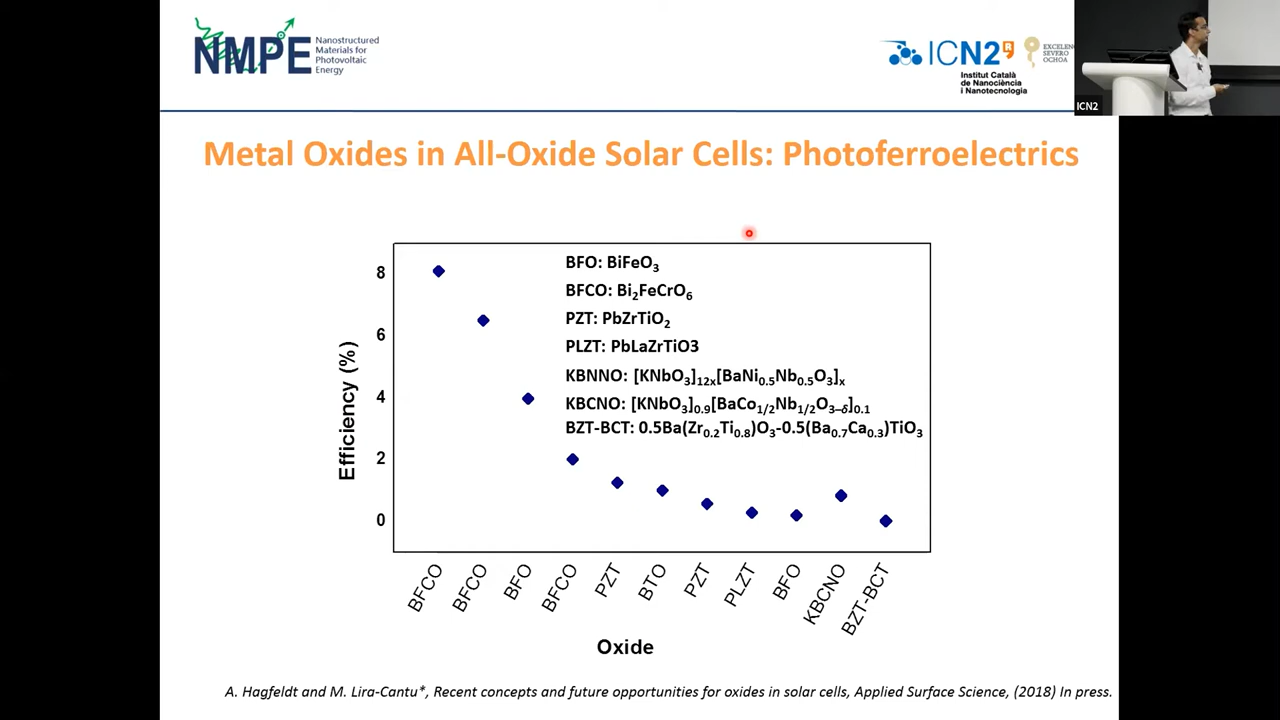 NMPE
Nanostructured
Materials for
Photovoltaic
Energy
ICN2
Institut Català
de Nanociència
i Nanotecnologia
EXCELENC
SEVERO
OCHOA
ICN2
Metal Oxides in All-Oxide Solar Cells: Photoferroelectrics
BFO: BiFeO₃
BFCO: Bi₂FeCrO₆
PZT: PbZrTiO₂
PLZT: PbLaZrTiO3
KBNNO: [KNbO₃]₁₂ₓ[BaNi₀.₅Nb₀.₅O₃]ₓ
KBCNO: [KNbO₃]₀.₉[BaCo₁/₂Nb₁/₂O₃₋δ]₀.₁
BZT-BCT: 0.5Ba(Zr₀.₂Ti₀.₈)O₃-0.5(Ba₀.₇Ca₀.₃)TiO₃
Efficiency (%)
8
6
4
2
0
BFCO
BFCO
BFO
BFCO
PZT
BTO
PZT
PLZT
BFO
KBCNO
BZT-BCT
Oxide
A. Hagfeldt and M. Lira-Cantu*, Recent concepts and future opportunities for oxides in solar cells, Applied Surface Science, (2018) In press.